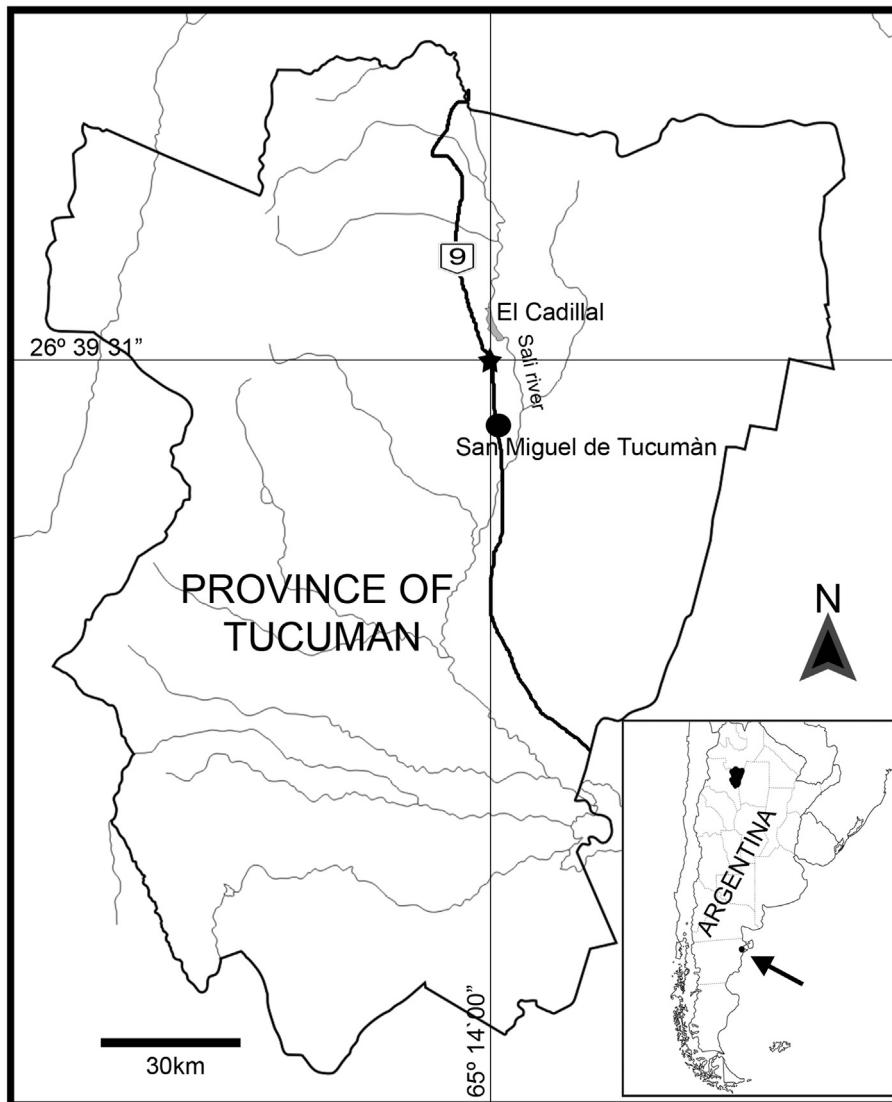 9
El Cadillal
26º 39`31”
Sali river
San Miguel de Tucumàn
PROVINCE OF
TUCUMAN
N
ARGENTINA
65º 14`00”
30km